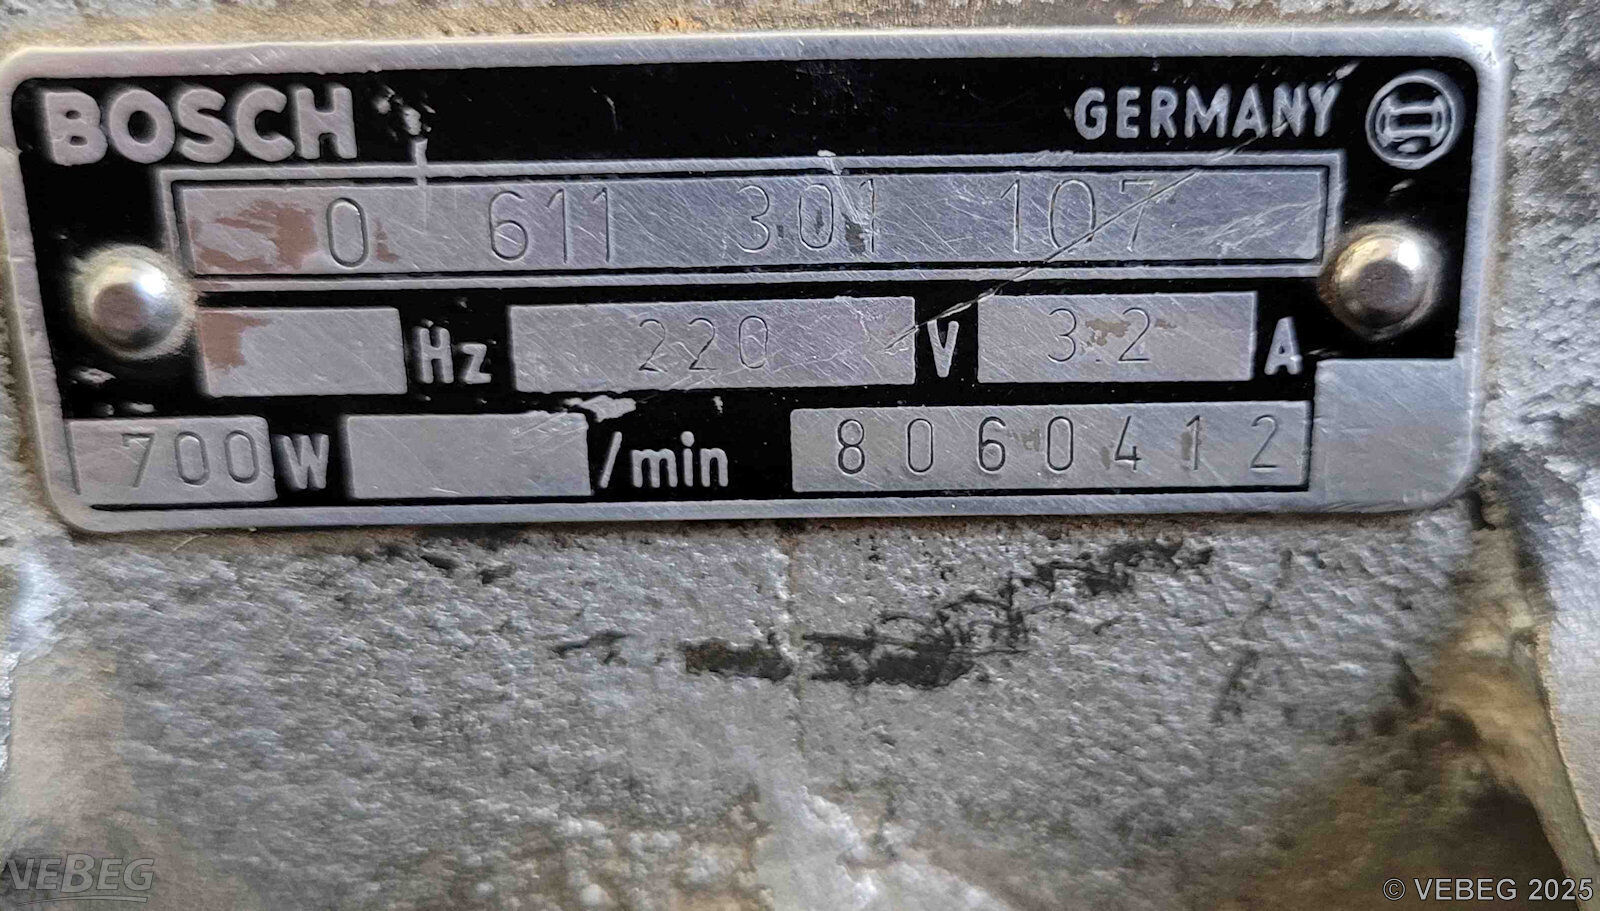 BOSCH GERMANY
0 611 301 107
Hz 220 V 3.2 A
700 W /min 8060412
VEBEG
© VEBEG 2025